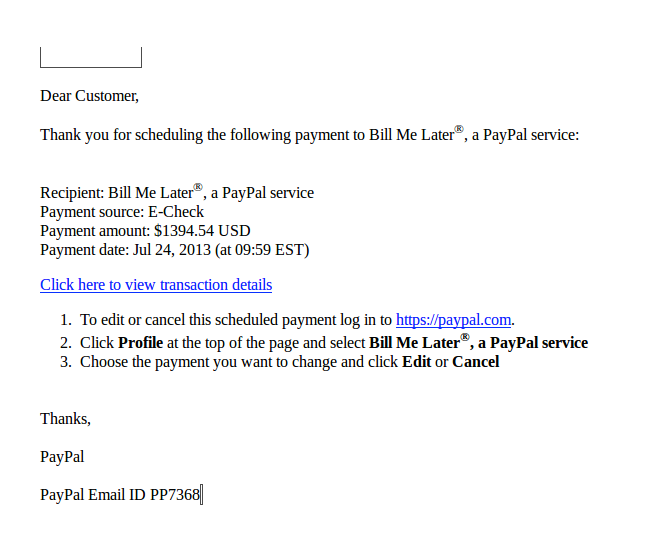 Dear Customer,
Thank you for scheduling the following payment to Bill Me Later®, a PayPal service:
Recipient: Bill Me Later®, a PayPal service
Payment source: E-Check
Payment amount: $1394.54 USD
Payment date: Jul 24, 2013 (at 09:59 EST)
Click here to view transaction details
1. To edit or cancel this scheduled payment log in to https://paypal.com.
2. Click Profile at the top of the page and select Bill Me Later®, a PayPal service
3. Choose the payment you want to change and click Edit or Cancel
Thanks,
PayPal
PayPal Email ID PP7368